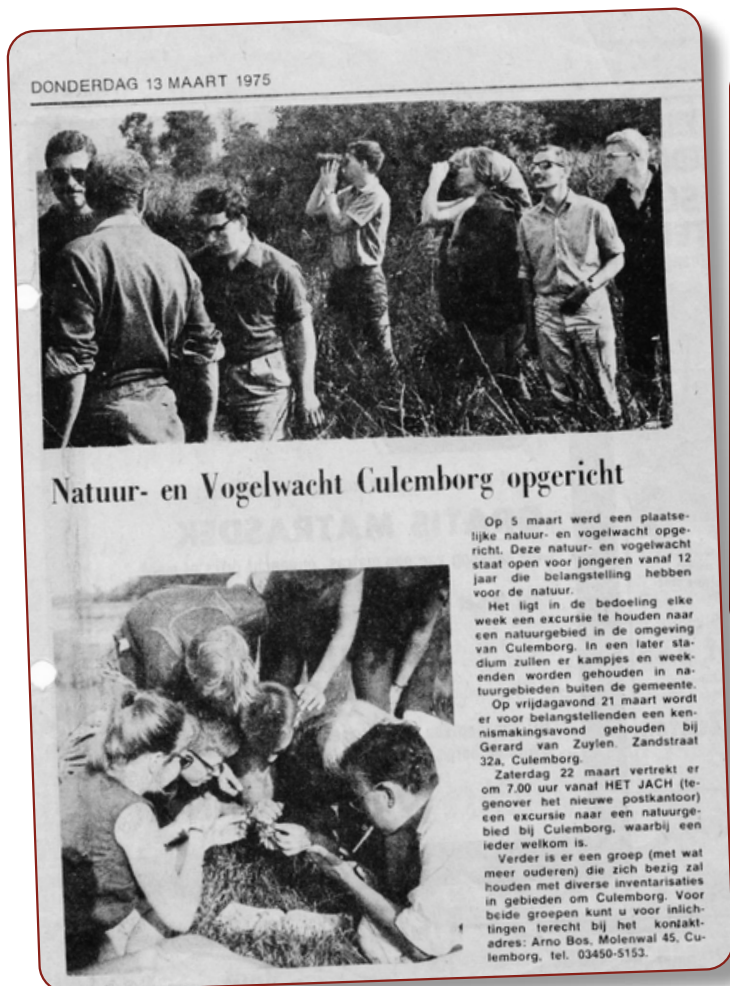 DONDERDAG 13 MAART 1975
Natuur- en Vogelwacht Culemborg opgericht
Op 5 maart werd een plaatse-
lijke natuur- en vogelwacht opge-
richt. Deze natuur- en vogelwacht
staat open voor jongeren vanaf 12
jaar die belangstelling hebben
voor de natuur.
Het ligt in de bedoeling elke
week een excursie te houden naar
een natuurgebied in de omgeving
van Culemborg. In een later sta-
dium zullen er kampjes en week-
enden worden gehouden in na-
tuurgebieden buiten de gemeente.
Op vrijdagavond 21 maart wordt
er voor belangstellenden een ken-
nismakingsavond gehouden bij
Gerard van Zuylen. Zandstraat
32a, Culemborg.
Zaterdag 22 maart vertrekt er
om 7.00 uur vanaf HET JACH (te-
genover het nieuwe postkantoor)
een excursie naar een natuurge-
bied bij Culemborg, waarbij een
ieder welkom is.
Verder is er een groep (met wat
meer ouderen) die zich bezig zal
houden met diverse inventarisaties
in gebieden om Culemborg. Voor
beide groepen kunt u voor inlich-
tingen terecht bij het kontakt-
adres: Arno Bos, Molenwal 45, Cu-
lemborg, tel. 03450-5153.